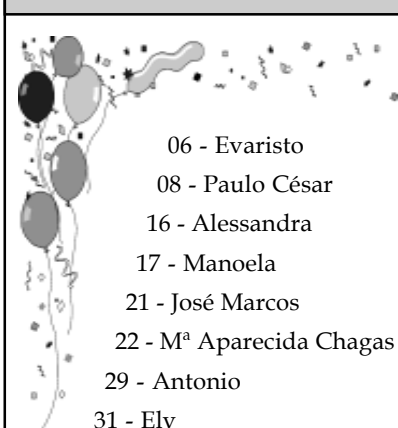 06 - Evaristo
08 - Paulo César
16 - Alessandra
17 - Manoela
21 - José Marcos
22 - Mª Aparecida Chagas
29 - Antonio
31 - Ely